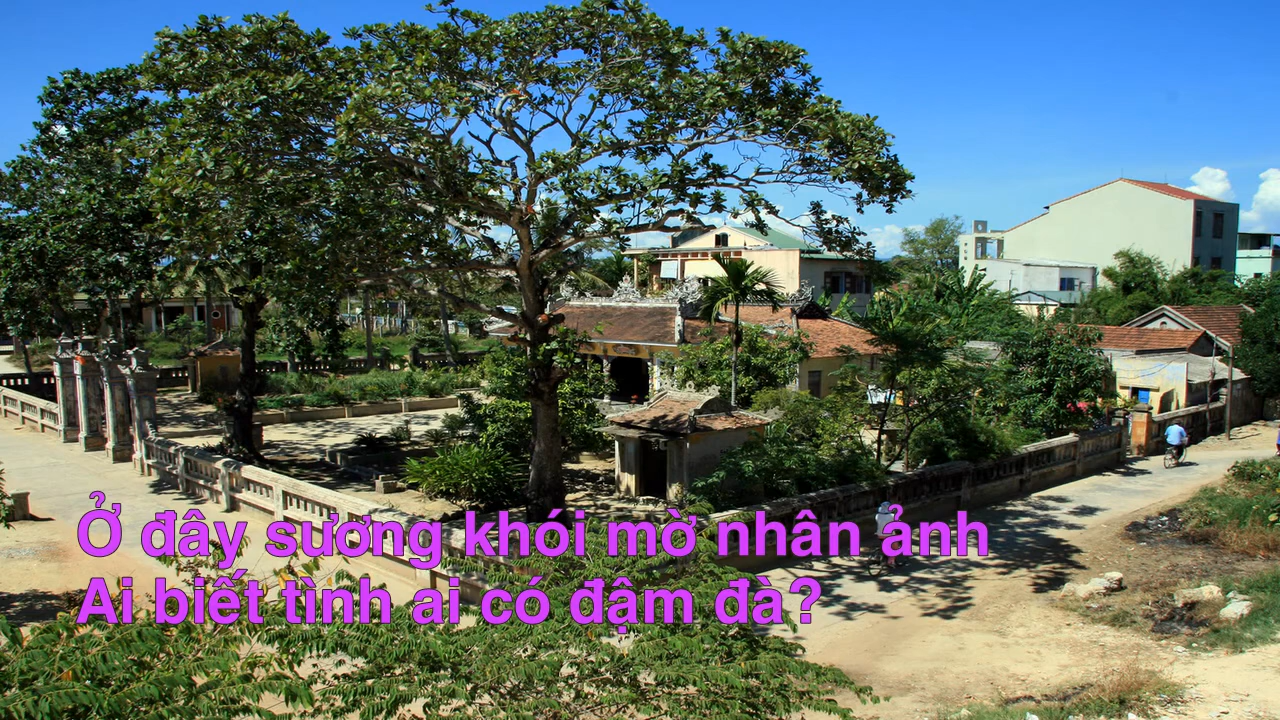 Ở đây sương khói mờ nhân ảnh
Ai biết tình ai có đậm đà?